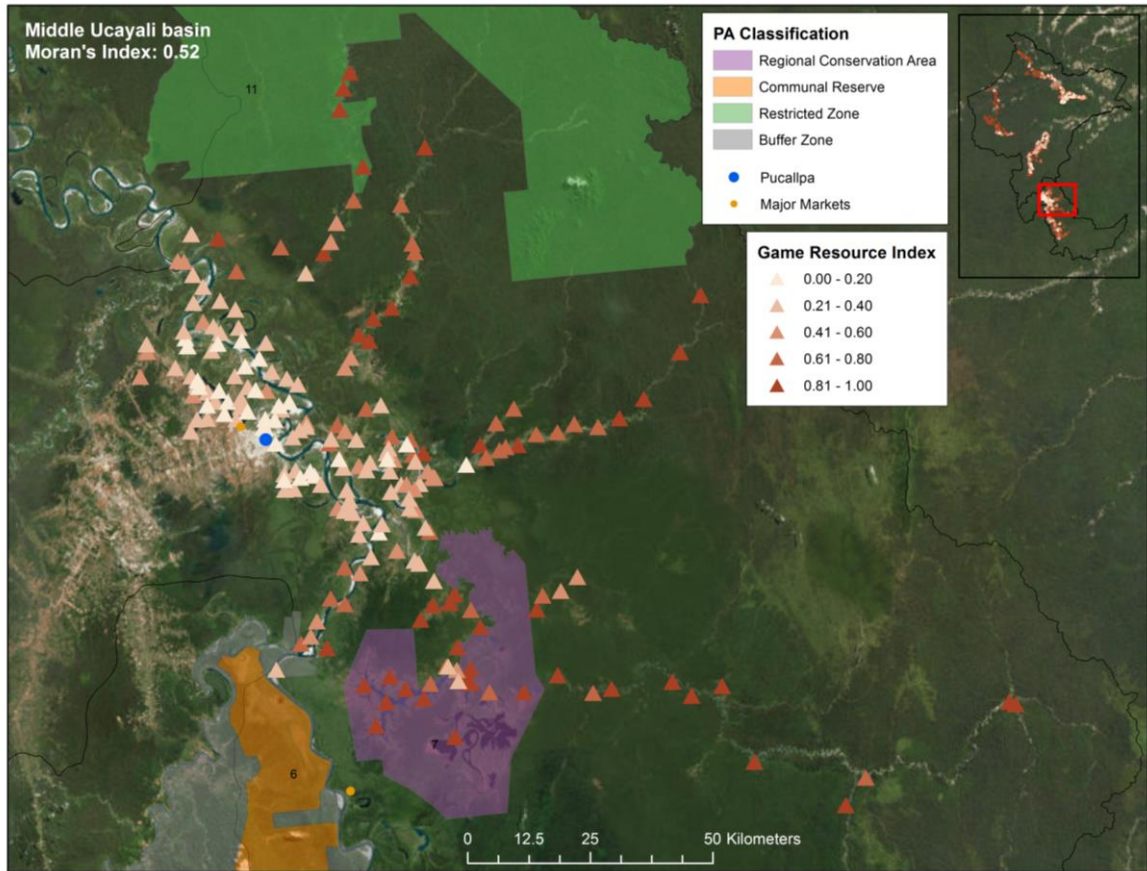 Middle Ucayali basin
Moran's Index: 0.52
PA Classification
Regional Conservation Area
Communal Reserve
Restricted Zone
Buffer Zone
Pucallpa
Major Markets
Game Resource Index
0.00 - 0.20
0.21 - 0.40
0.41 - 0.60
0.61 - 0.80
0.81 - 1.00
11
7
6
0 12.5 25 50 Kilometers